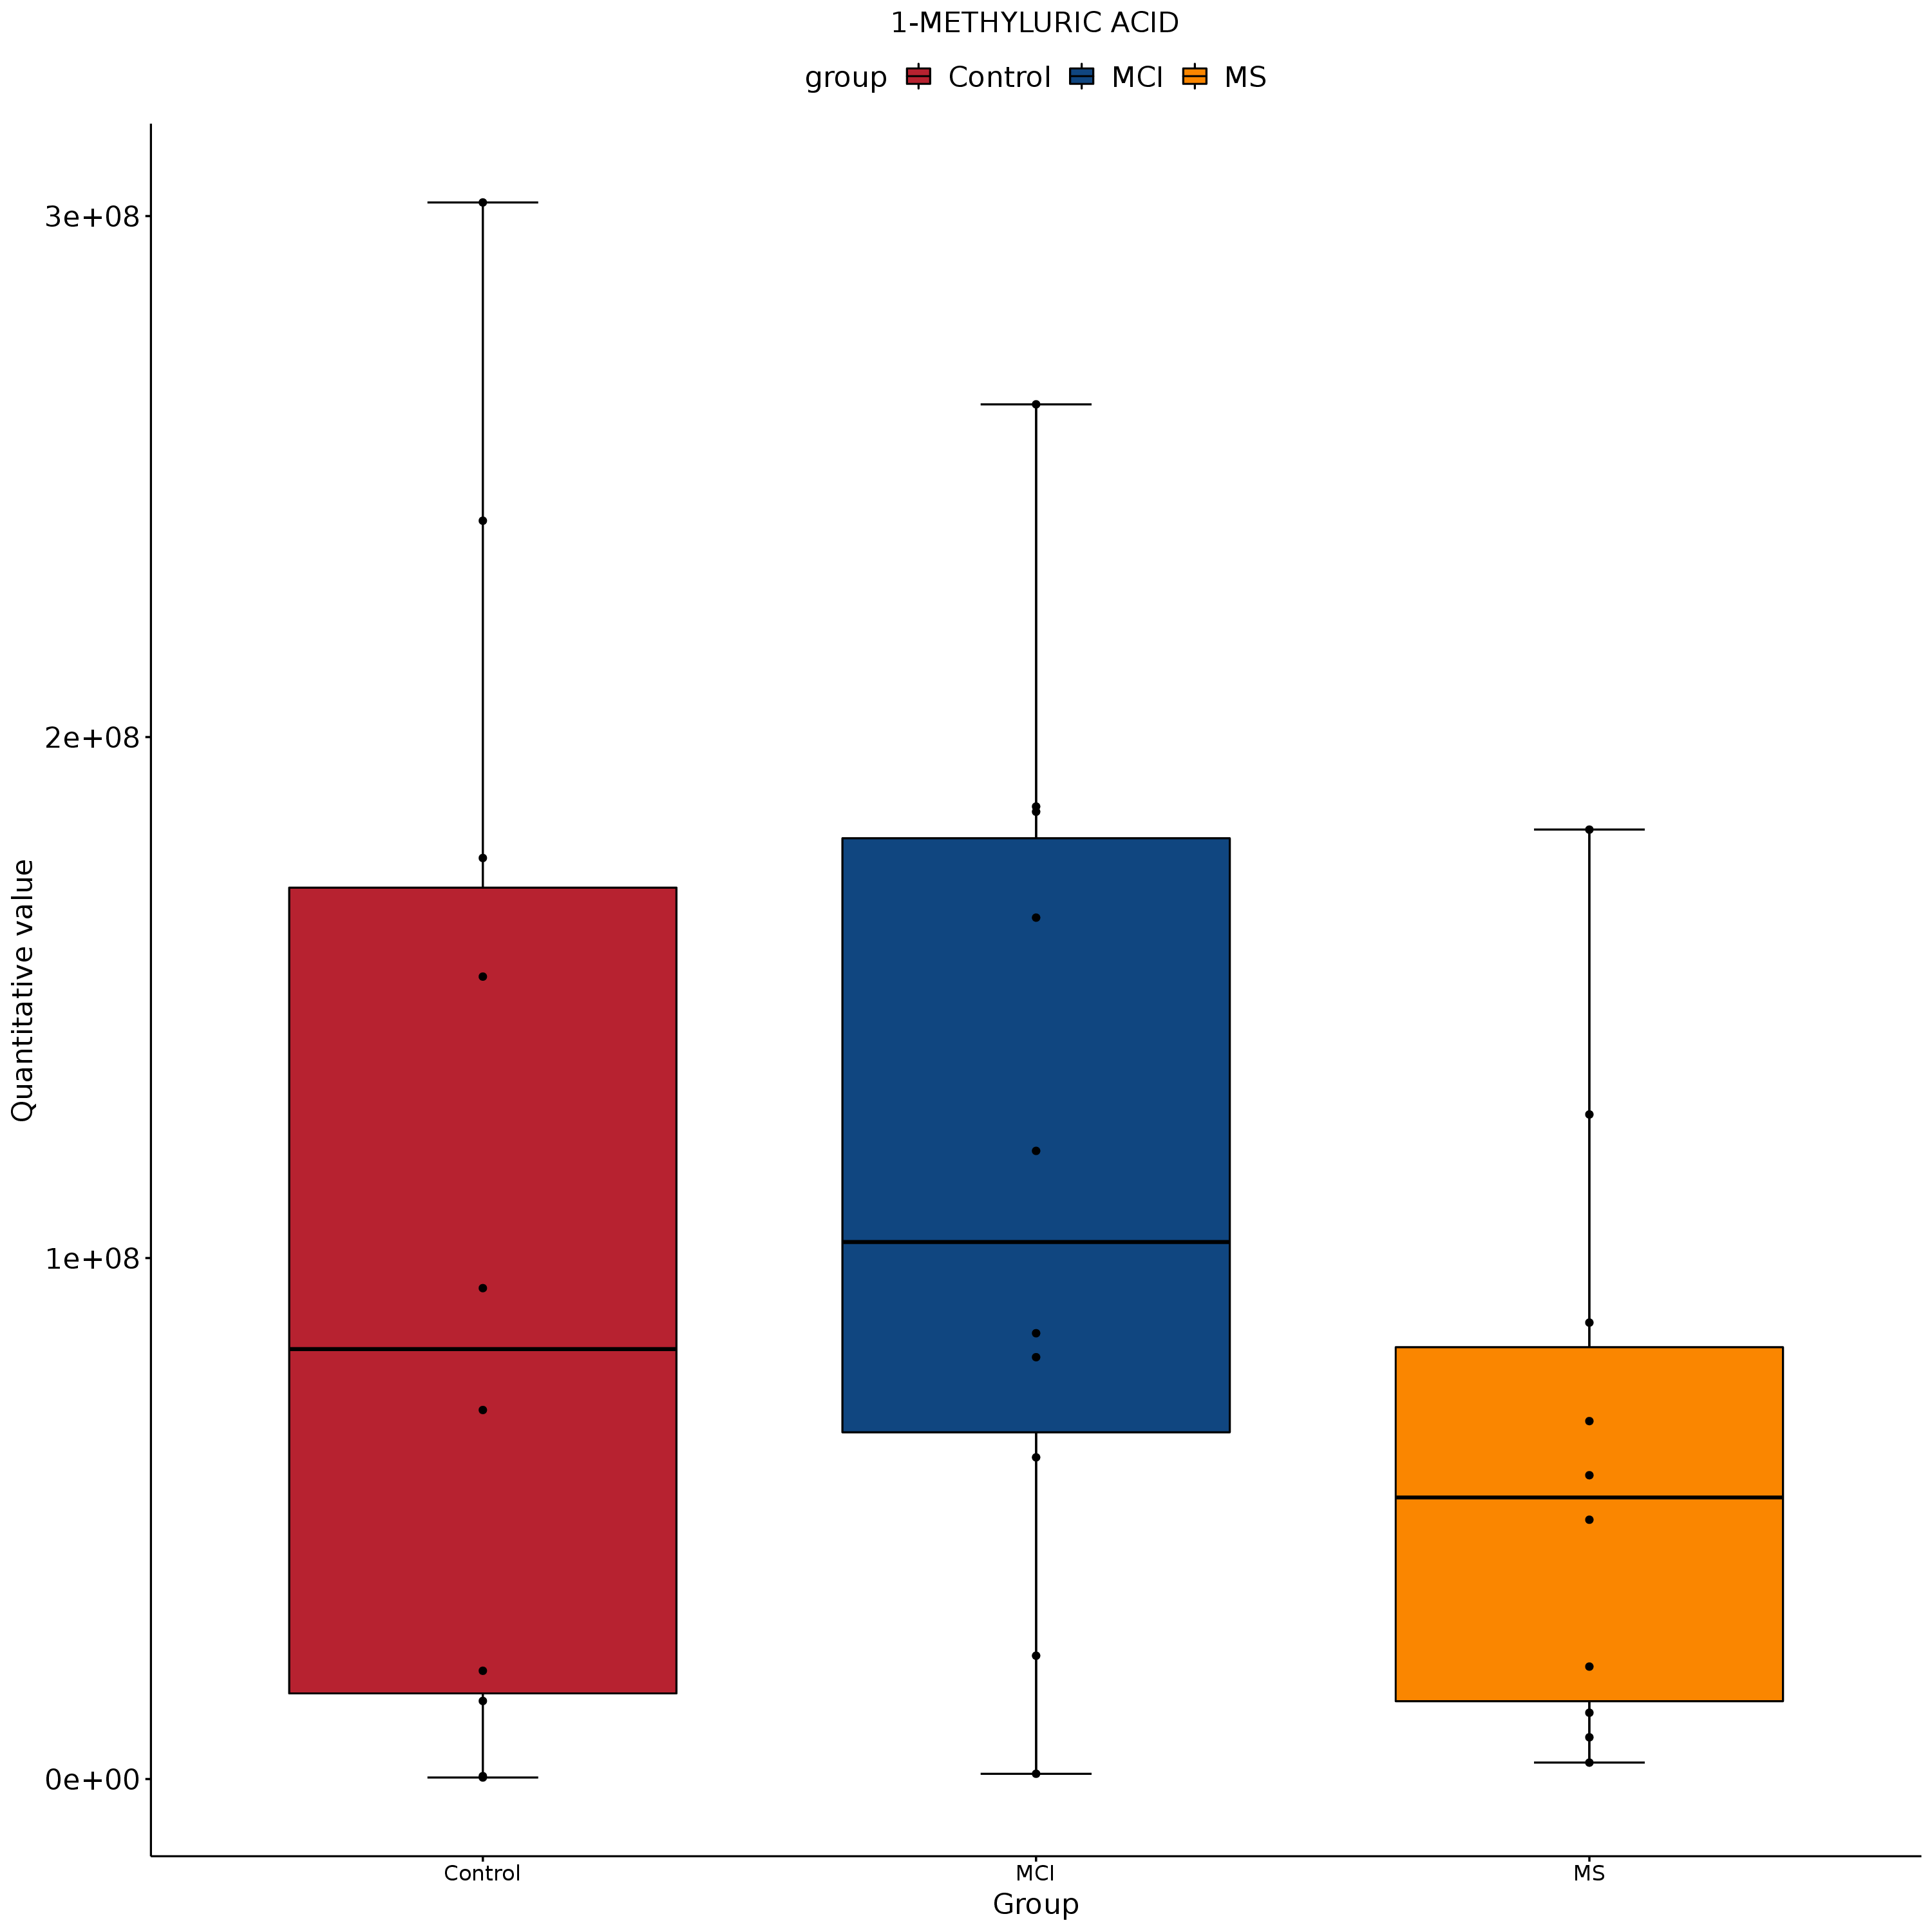 1-METHYLURIC ACID
group Control MCI MS
3e+08
2e+08
1e+08
0e+00
Quantitative value
Control MCI MS
Group